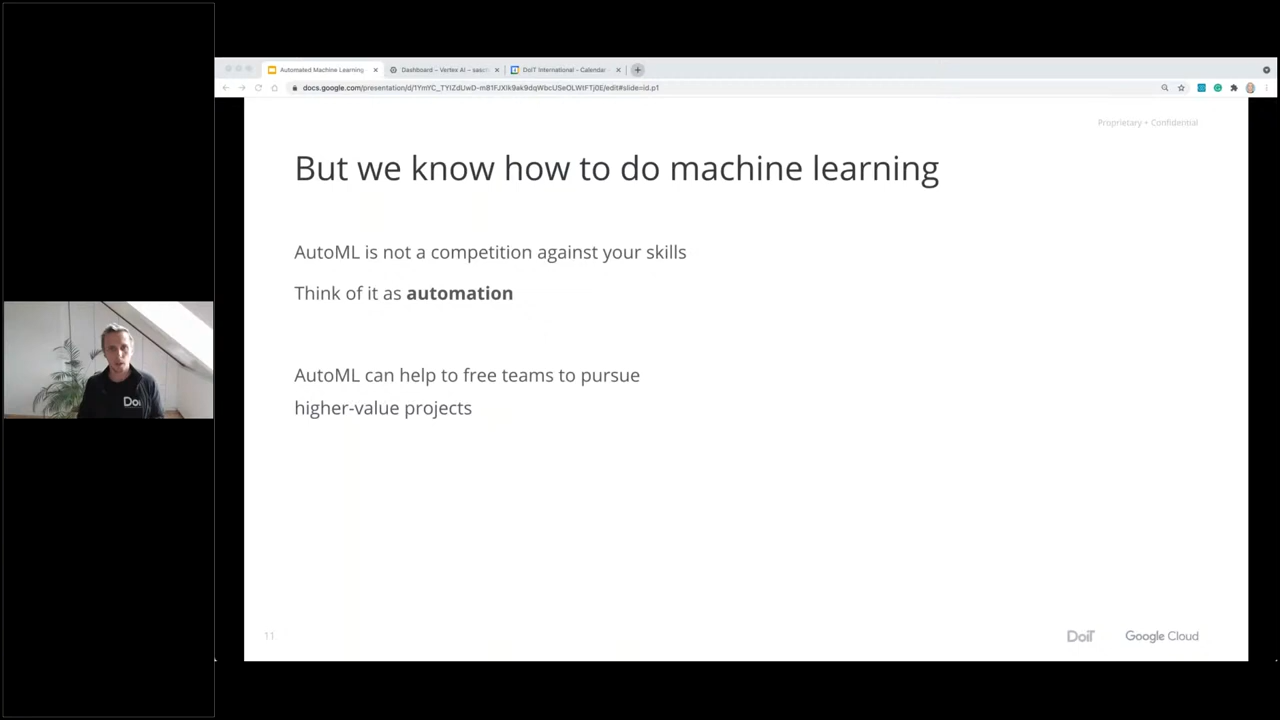 Automated Machine Learning
Dashboard – Vertex AI –
DoiT International – Calendar
Proprietary + Confidential
But we know how to do machine learning
AutoML is not a competition against your skills
Think of it as automation
AutoML can help to free teams to pursue
higher-value projects
11
DoiT
Google Cloud